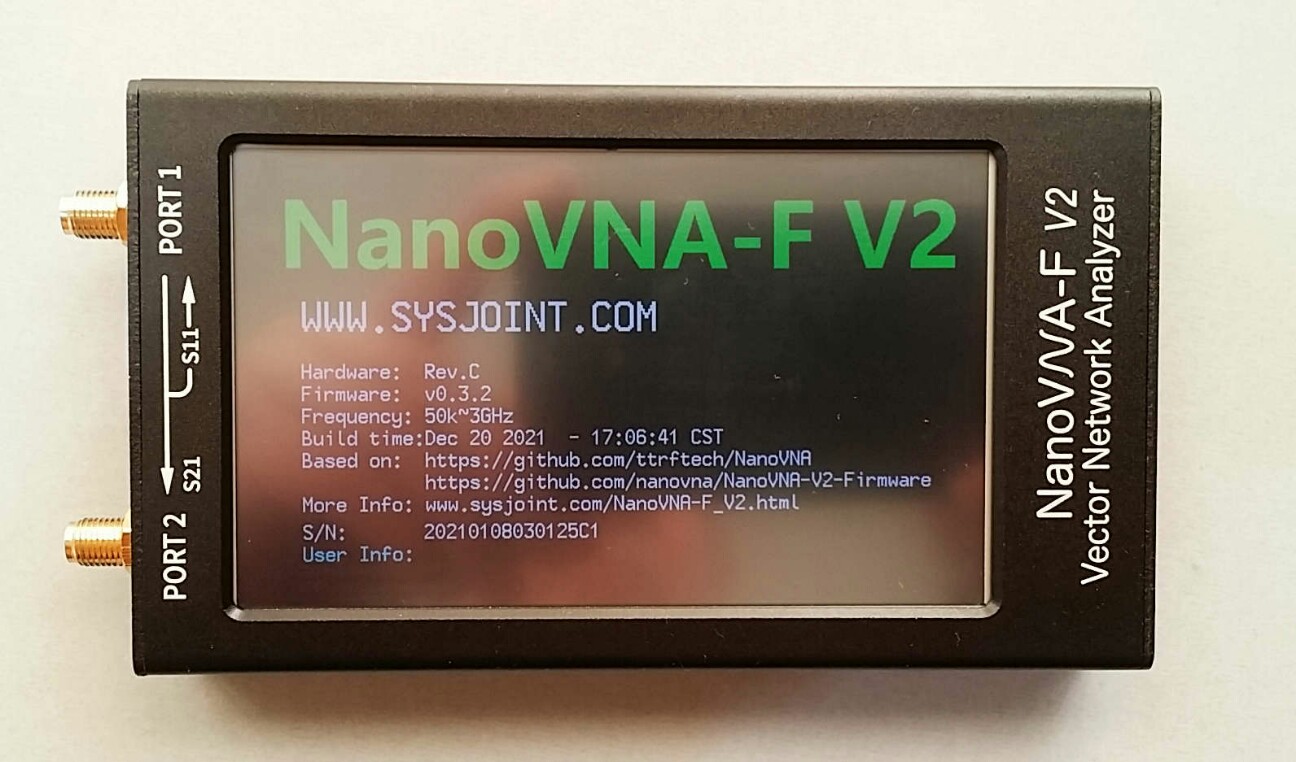 PORT 1
S11
S21
PORT 2
NanoVNA-F V2
WWW.SYSJOINT.COM
Hardware: Rev.C
Firmware: v0.3.2
Frequency: 50k~3GHz
Build time:Dec 20 2021 - 17:06:41 CST
Based on: https://github.com/ttrftech/NanoVNA
https://github.com/nanovna/NanoVNA-V2-Firmware
More Info: www.sysjoint.com/NanoVNA-F_V2.html
S/N: 20210108030125C1
User Info:
NanoVNA-F V2
Vector Network Analyzer